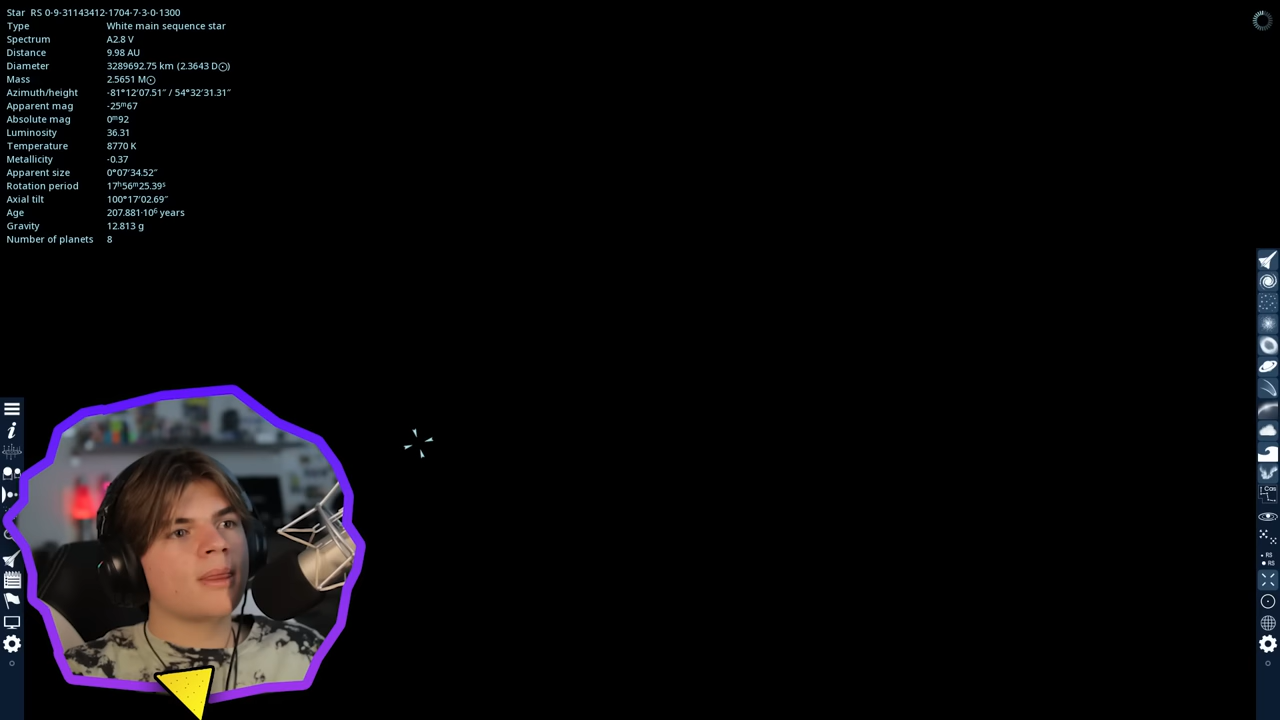 Star RS 0-9-31143412-1704-7-3-0-1300
Type White main sequence star
Spectrum A2.8 V
Distance 9.98 AU
Diameter 3289692.75 km (2.3643 D☉)
Mass 2.5651 M☉
Azimuth/height -81°12′07.51″ / 54°32′31.31″
Apparent mag -25ᵐ67
Absolute mag 0ᵐ92
Luminosity 36.31
Temperature 8770 K
Metallicity -0.37
Apparent size 0°07′34.52″
Rotation period 17ʰ56ᵐ25.39ˢ
Axial tilt 100°17′02.69″
Age 207.881·10⁶ years
Gravity 12.813 g
Number of planets 8
Cas
RS
RS